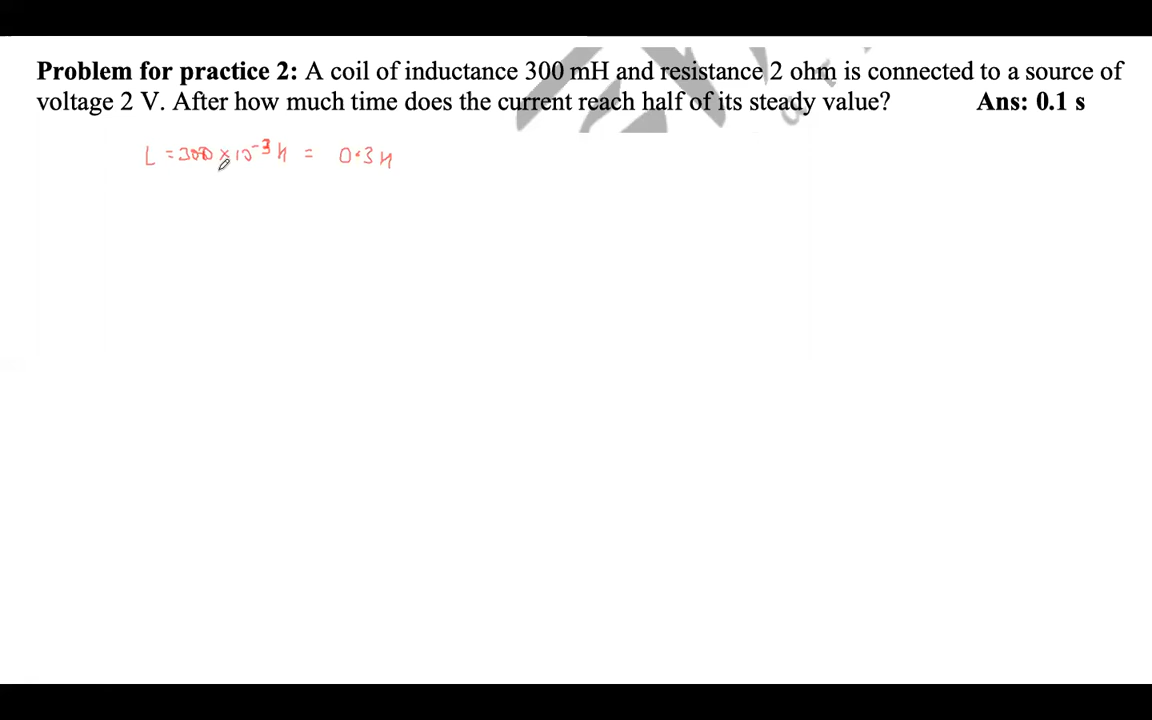 Problem for practice 2: A coil of inductance 300 mH and resistance 2 ohm is connected to a source of
voltage 2 V. After how much time does the current reach half of its steady value? Ans: 0.1 s
L = 300 × 10⁻³ H = 0.3 H